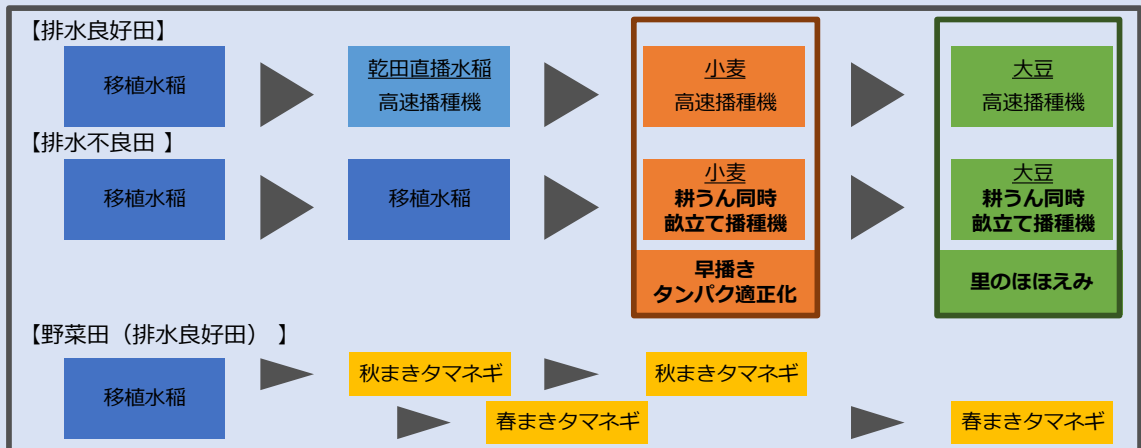 【排水良好田】
移植水稲
乾田直播水稲
高速播種機
小麦
高速播種機
大豆
高速播種機
【排水不良田 】
移植水稲
移植水稲
小麦
耕うん同時
畝立て播種機
大豆
耕うん同時
畝立て播種機
早播き
タンパク適正化
里のほほえみ
【野菜田（排水良好田） 】
移植水稲
秋まきタマネギ
秋まきタマネギ
春まきタマネギ
春まきタマネギ